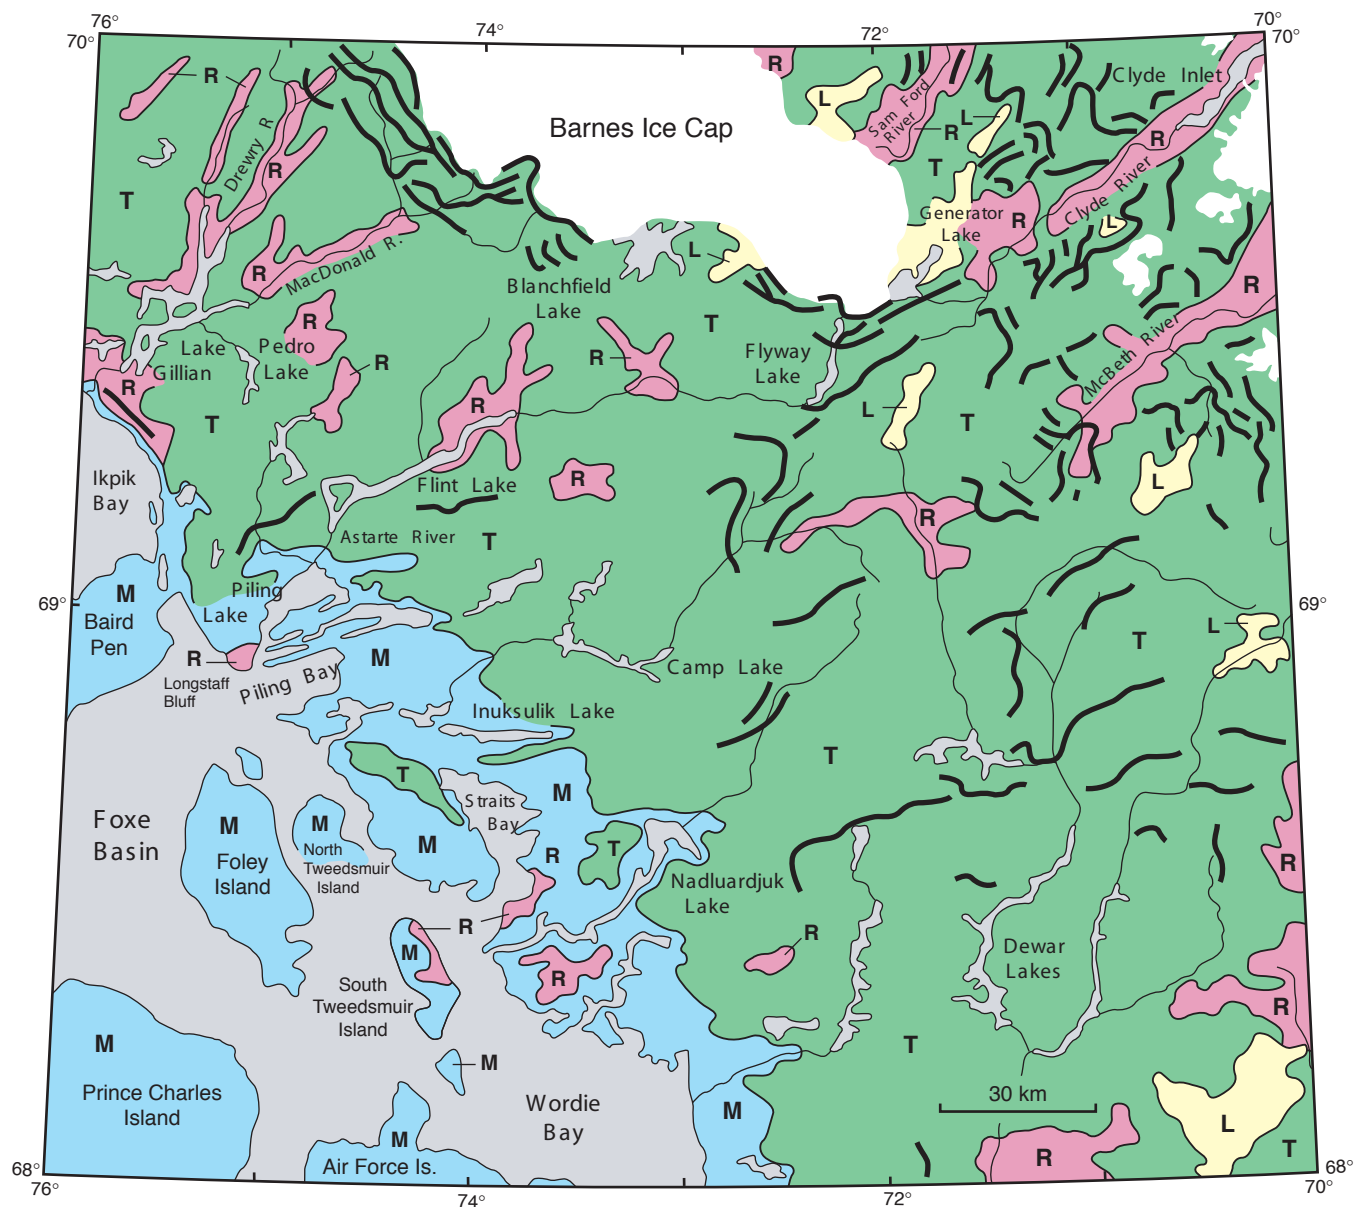 76°
74°
72°
70°
70°
70°
R
R
Clyde Inlet
L
Sam Ford
River
L
R
Barnes Ice Cap
R
Drewry R
R
T
Clyde River
T
Generator
Lake
R
L
MacDonald R.
R
L
Blanchfield
Lake
R
McBeth River
R
T
Lake
Gillian
Pedro
Lake
R
R
Flyway
Lake
R
R
L
T
T
Ikpik
Bay
R
L
Flint Lake
R
Astarte River
T
M
Baird
Pen
Piling
Lake
69°
69°
L
T
R
Longstaff
Bluff
Piling Bay
M
Camp Lake
Inuksulik Lake
T
T
M
Straits
Bay
Foxe
Basin
M
Foley
Island
M
North
Tweedsmuir
Island
M
R
T
R
Nadluardjuk
Lake
R
R
M
Dewar
Lakes
R
South
Tweedsmuir
Island
R
M
T
M
Prince Charles
Island
Wordie
Bay
M
30 km
L
M
Air Force Is.
R
T
68°
68°
76°
74°
72°
70°